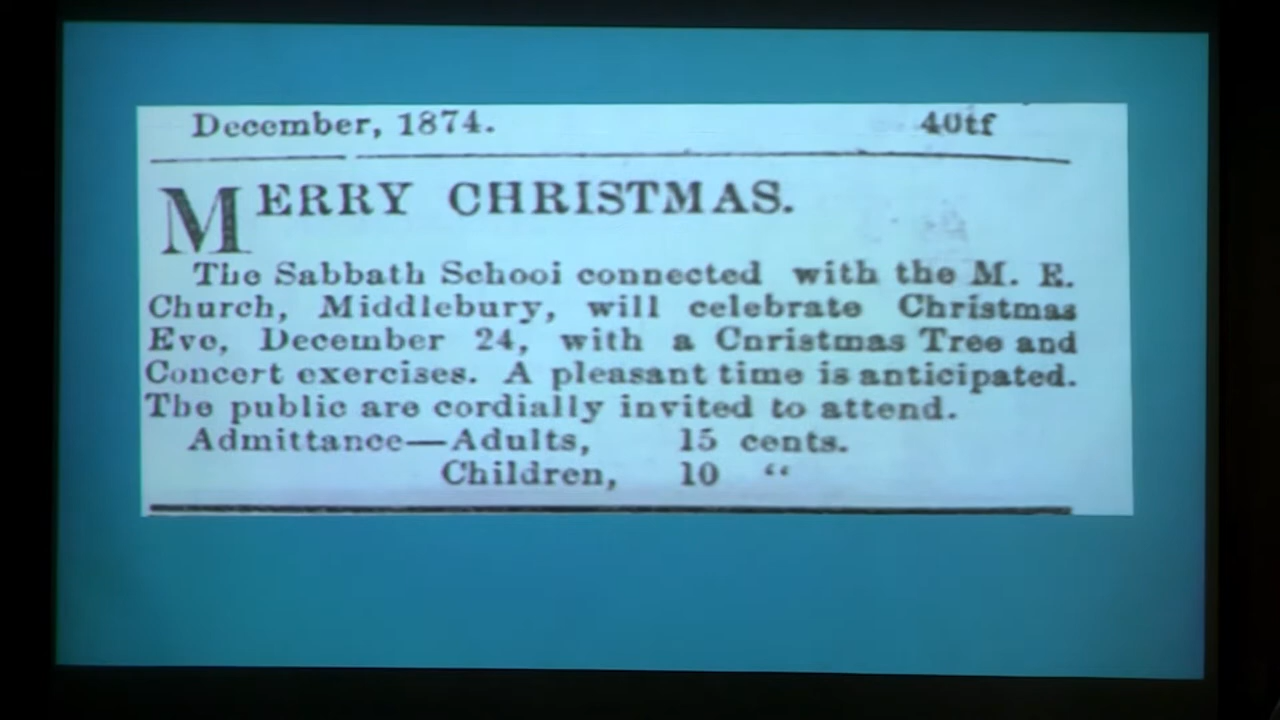 December, 1874. 40tf
MERRY CHRISTMAS.
The Sabbath School connected with the M. E.
Church, Middlebury, will celebrate Christmas
Eve, December 24, with a Christmas Tree and
Concert exercises. A pleasant time is anticipated.
The public are cordially invited to attend.
Admittance—Adults, 15 cents.
Children, 10 “